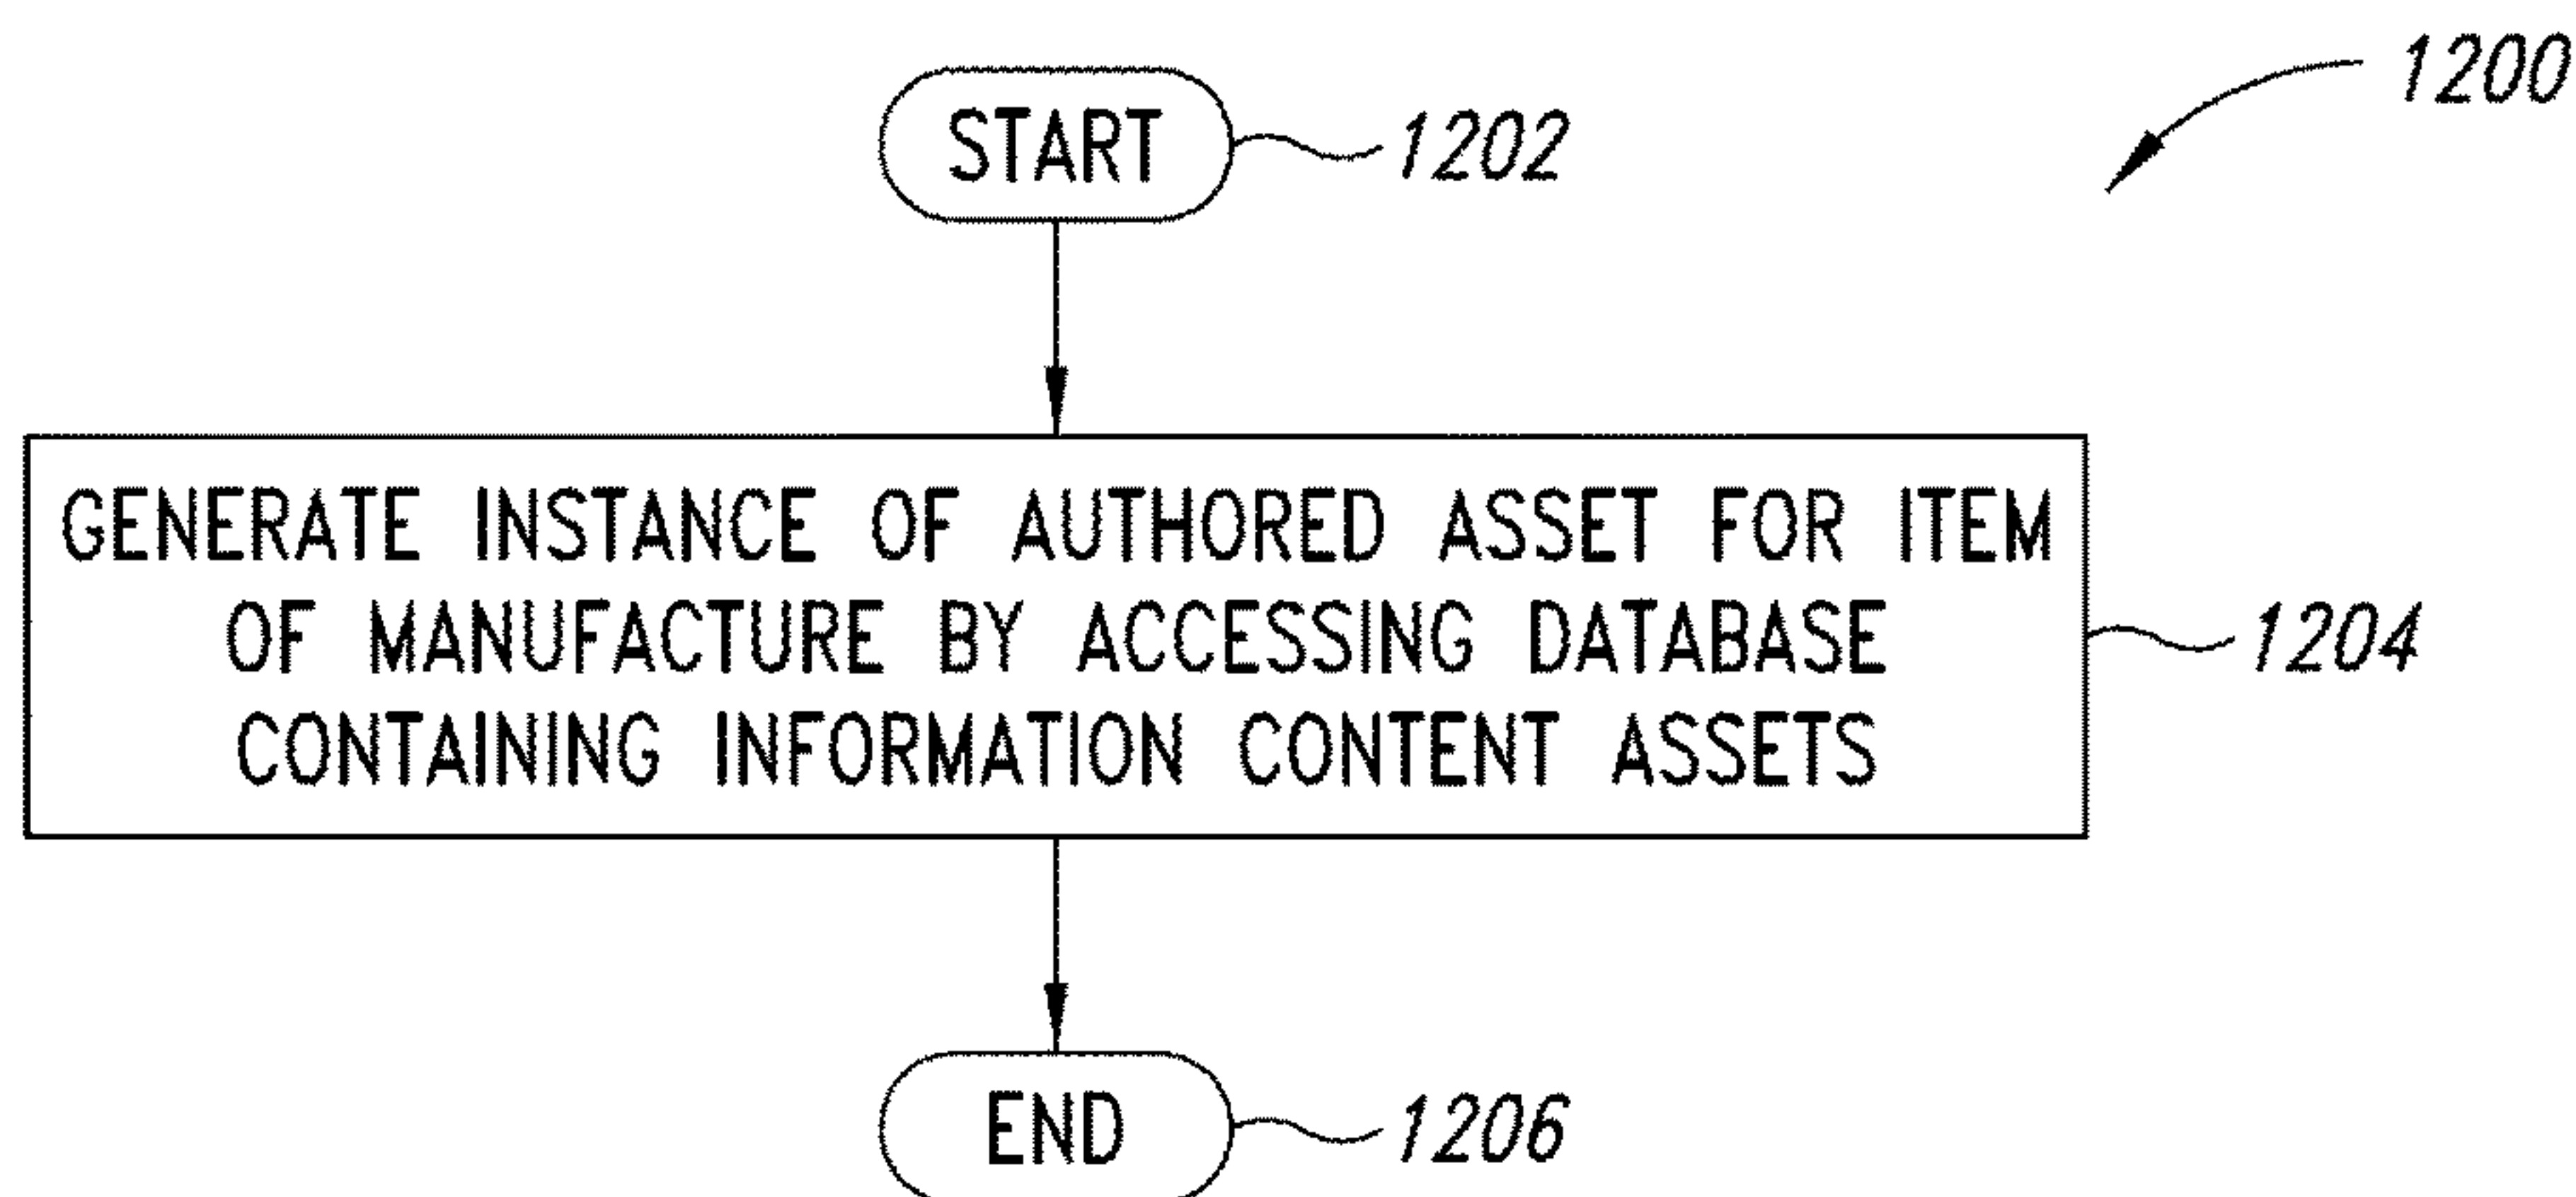 1200
START
1202
GENERATE INSTANCE OF AUTHORED ASSET FOR ITEM
OF MANUFACTURE BY ACCESSING DATABASE
CONTAINING INFORMATION CONTENT ASSETS
1204
END
1206